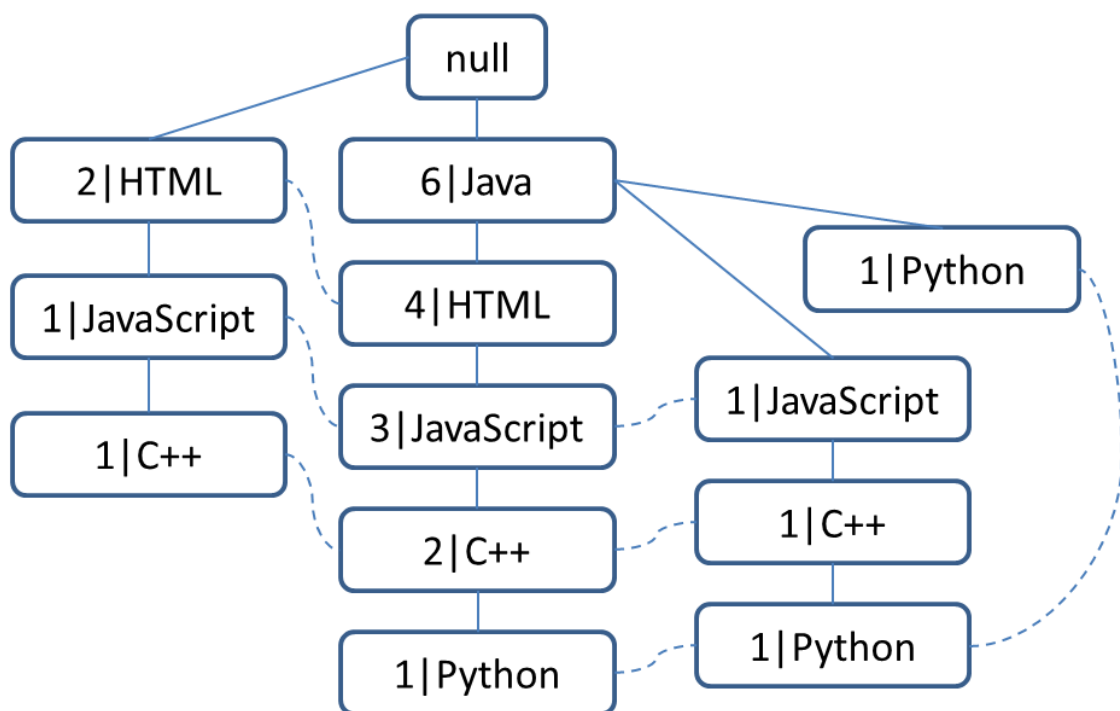 null
2|HTML
6|Java
1|Python
4|HTML
1|JavaScript
3|JavaScript
1|JavaScript
1|C++
2|C++
1|C++
1|Python
1|Python